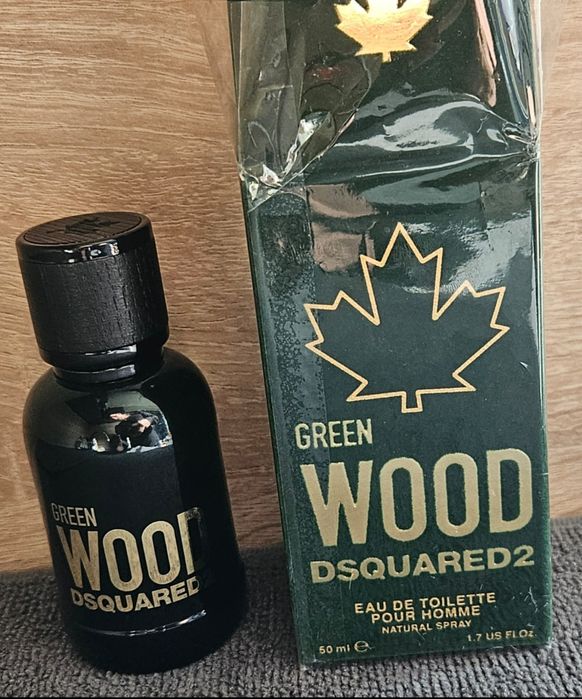 GREEN
WOOD
DSQUARED2
GREEN
WOOD
DSQUARED2
EAU DE TOILETTE
POUR HOMME
NATURAL SPRAY
50 ml ℮ 1.7 US Fl.Oz.